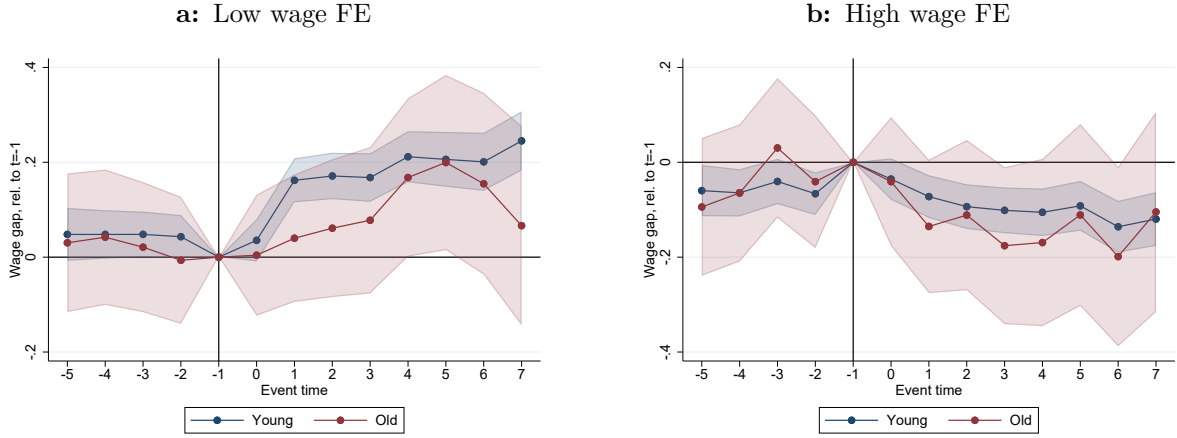 a: Low wage FE
Wage gap, rel. to t=-1
.4
.2
0
-.2
-5 -4 -3 -2 -1 0 1 2 3 4 5 6 7
Event time
Young Old
b: High wage FE
Wage gap, rel. to t=-1
.2
0
-.2
-.4
-5 -4 -3 -2 -1 0 1 2 3 4 5 6 7
Event time
Young Old